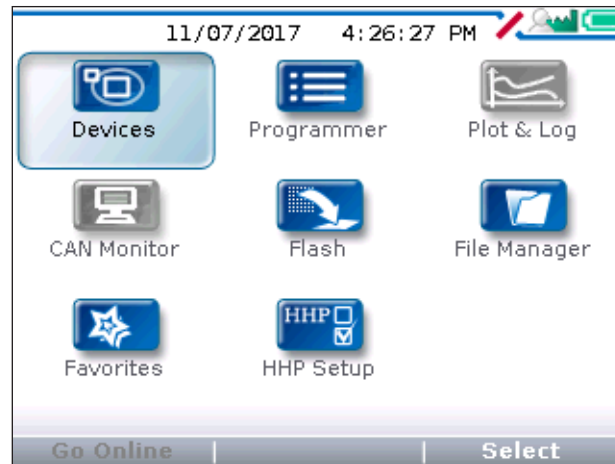 11/07/2017 4:26:27 PM
Devices Programmer Plot & Log
CAN Monitor Flash File Manager
HHP
Favorites HHP Setup
Go Online Select